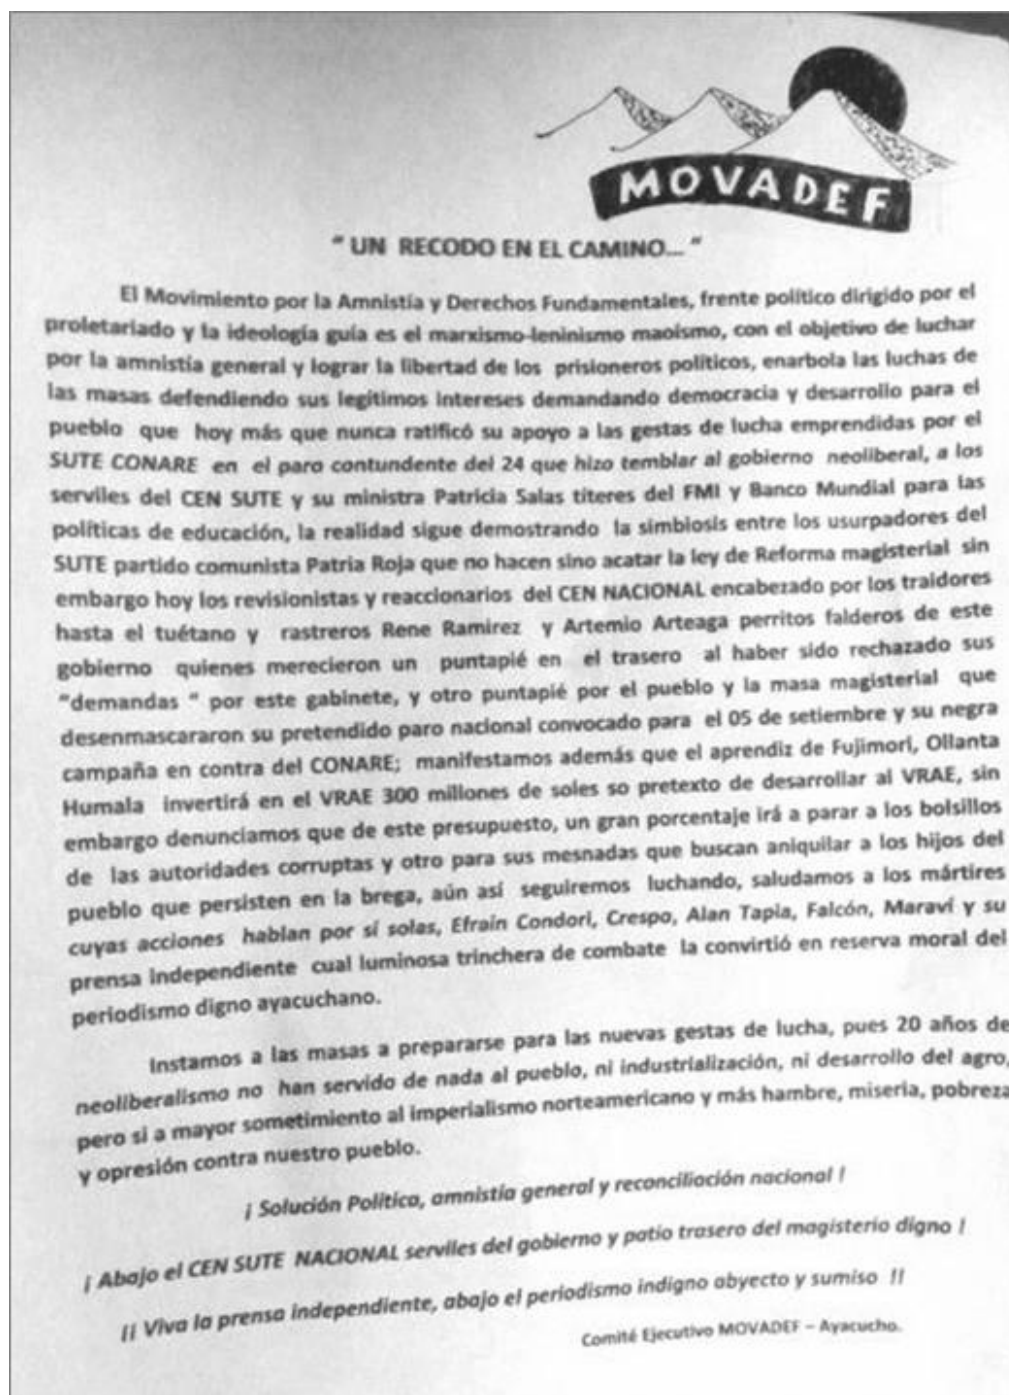 MOVADEF
" UN RECODO EN EL CAMINO... "
El Movimiento por la Amnistía y Derechos Fundamentales, frente político dirigido por el
proletariado y la ideología guía es el marxismo-leninismo maoísmo, con el objetivo de luchar
por la amnistía general y lograr la libertad de los prisioneros políticos, enarbola las luchas de
las masas defendiendo sus legítimos intereses demandando democracia y desarrollo para el
pueblo que hoy más que nunca ratificó su apoyo a las gestas de lucha emprendidas por el
SUTE CONARE en el paro contundente del 24 que hizo temblar al gobierno neoliberal, a los
serviles del CEN SUTE y su ministra Patricia Salas títeres del FMI y Banco Mundial para las
políticas de educación, la realidad sigue demostrando la simbiosis entre los usurpadores del
SUTE partido comunista Patria Roja que no hacen sino acatar la ley de Reforma magisterial sin
embargo hoy los revisionistas y reaccionarios del CEN NACIONAL encabezado por los traidores
hasta el tuétano y rastreros Rene Ramirez y Artemio Arteaga perritos falderos de este
gobierno quienes merecieron un puntapié en el trasero al haber sido rechazado sus
"demandas " por este gabinete, y otro puntapié por el pueblo y la masa magisterial que
desenmascararon su pretendido paro nacional convocado para el 05 de setiembre y su negra
campaña en contra del CONARE; manifestamos además que el aprendiz de Fujimori, Ollanta
Humala invertirá en el VRAE 300 millones de soles so pretexto de desarrollar al VRAE, sin
embargo denunciamos que de este presupuesto, un gran porcentaje irá a parar a los bolsillos
de las autoridades corruptas y otro para sus mesnadas que buscan aniquilar a los hijos del
pueblo que persisten en la brega, aún así seguiremos luchando, saludamos a los mártires
cuyas acciones hablan por sí solas, Efraín Condori, Crespo, Alan Tapia, Falcón, Maraví y su
prensa independiente cual luminosa trinchera de combate la convirtió en reserva moral del
periodismo digno ayacuchano.
Instamos a las masas a prepararse para las nuevas gestas de lucha, pues 20 años de
neoliberalismo no han servido de nada al pueblo, ni industrialización, ni desarrollo del agro,
pero si a mayor sometimiento al imperialismo norteamericano y más hambre, miseria, pobreza
y opresión contra nuestro pueblo.
¡ Solución Política, amnistía general y reconciliación nacional !
¡ Abajo el CEN SUTE NACIONAL serviles del gobierno y patio trasero del magisterio digno !
¡¡ Viva la prensa independiente, abajo el periodismo indigno abyecto y sumiso !!
Comité Ejecutivo MOVADEF – Ayacucho.